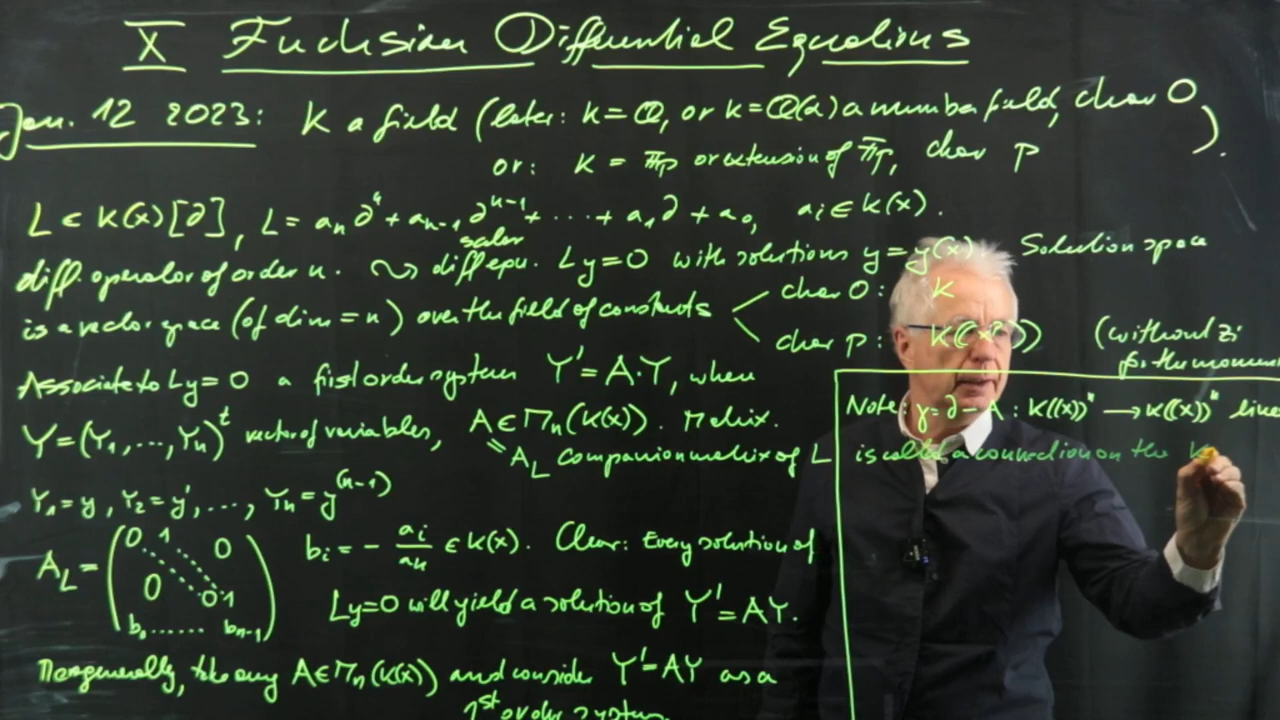 X Fuchsian Differential Equations
Jan. 12 2023: K a field (later: K = ℚ, or K = ℚ(α) a number field, char 0,
or: K = 𝔽p or extension of 𝔽p, char p ).
L ∈ K(x)[∂], L = aₙ∂ⁿ + aₙ₋₁∂ⁿ⁻¹ + ⋯ + a₁∂ + a₀, aᵢ ∈ K(x).
scalar
diff. operator of order n. ⤳ diff equ. Ly=0 with solutions y = y(x). Solution space
is a vector space (of dim = n) over the field of constants
char 0: K
char p: K((xᵖ)) (without zᵢ
for the momen
Associate to Ly=0 a first order system Y' = A·Y, where
Y = (Y₁,...,Yₙ)ᵗ vector of variables, A ∈ Mₙ(K(x)). Matrix.
= A_L companion matrix of L
Y₁ = y, Y₂ = y', ..., Yₙ = y⁽ⁿ⁻¹⁾
A_L = ( 0 1 0 0 0 1 b₀ ...... bₙ₋₁ ) bᵢ = - aᵢ/aₙ ∈ K(x). Clear: Every solution of
Ly=0 will yield a solution of Y' = AY.
More generally, take any A ∈ Mₙ(K(x)) and consider Y' = AY as a
1st order system
Note: ∂ - A : K((x))ⁿ → K((x))ⁿ line
is called a connection on the K